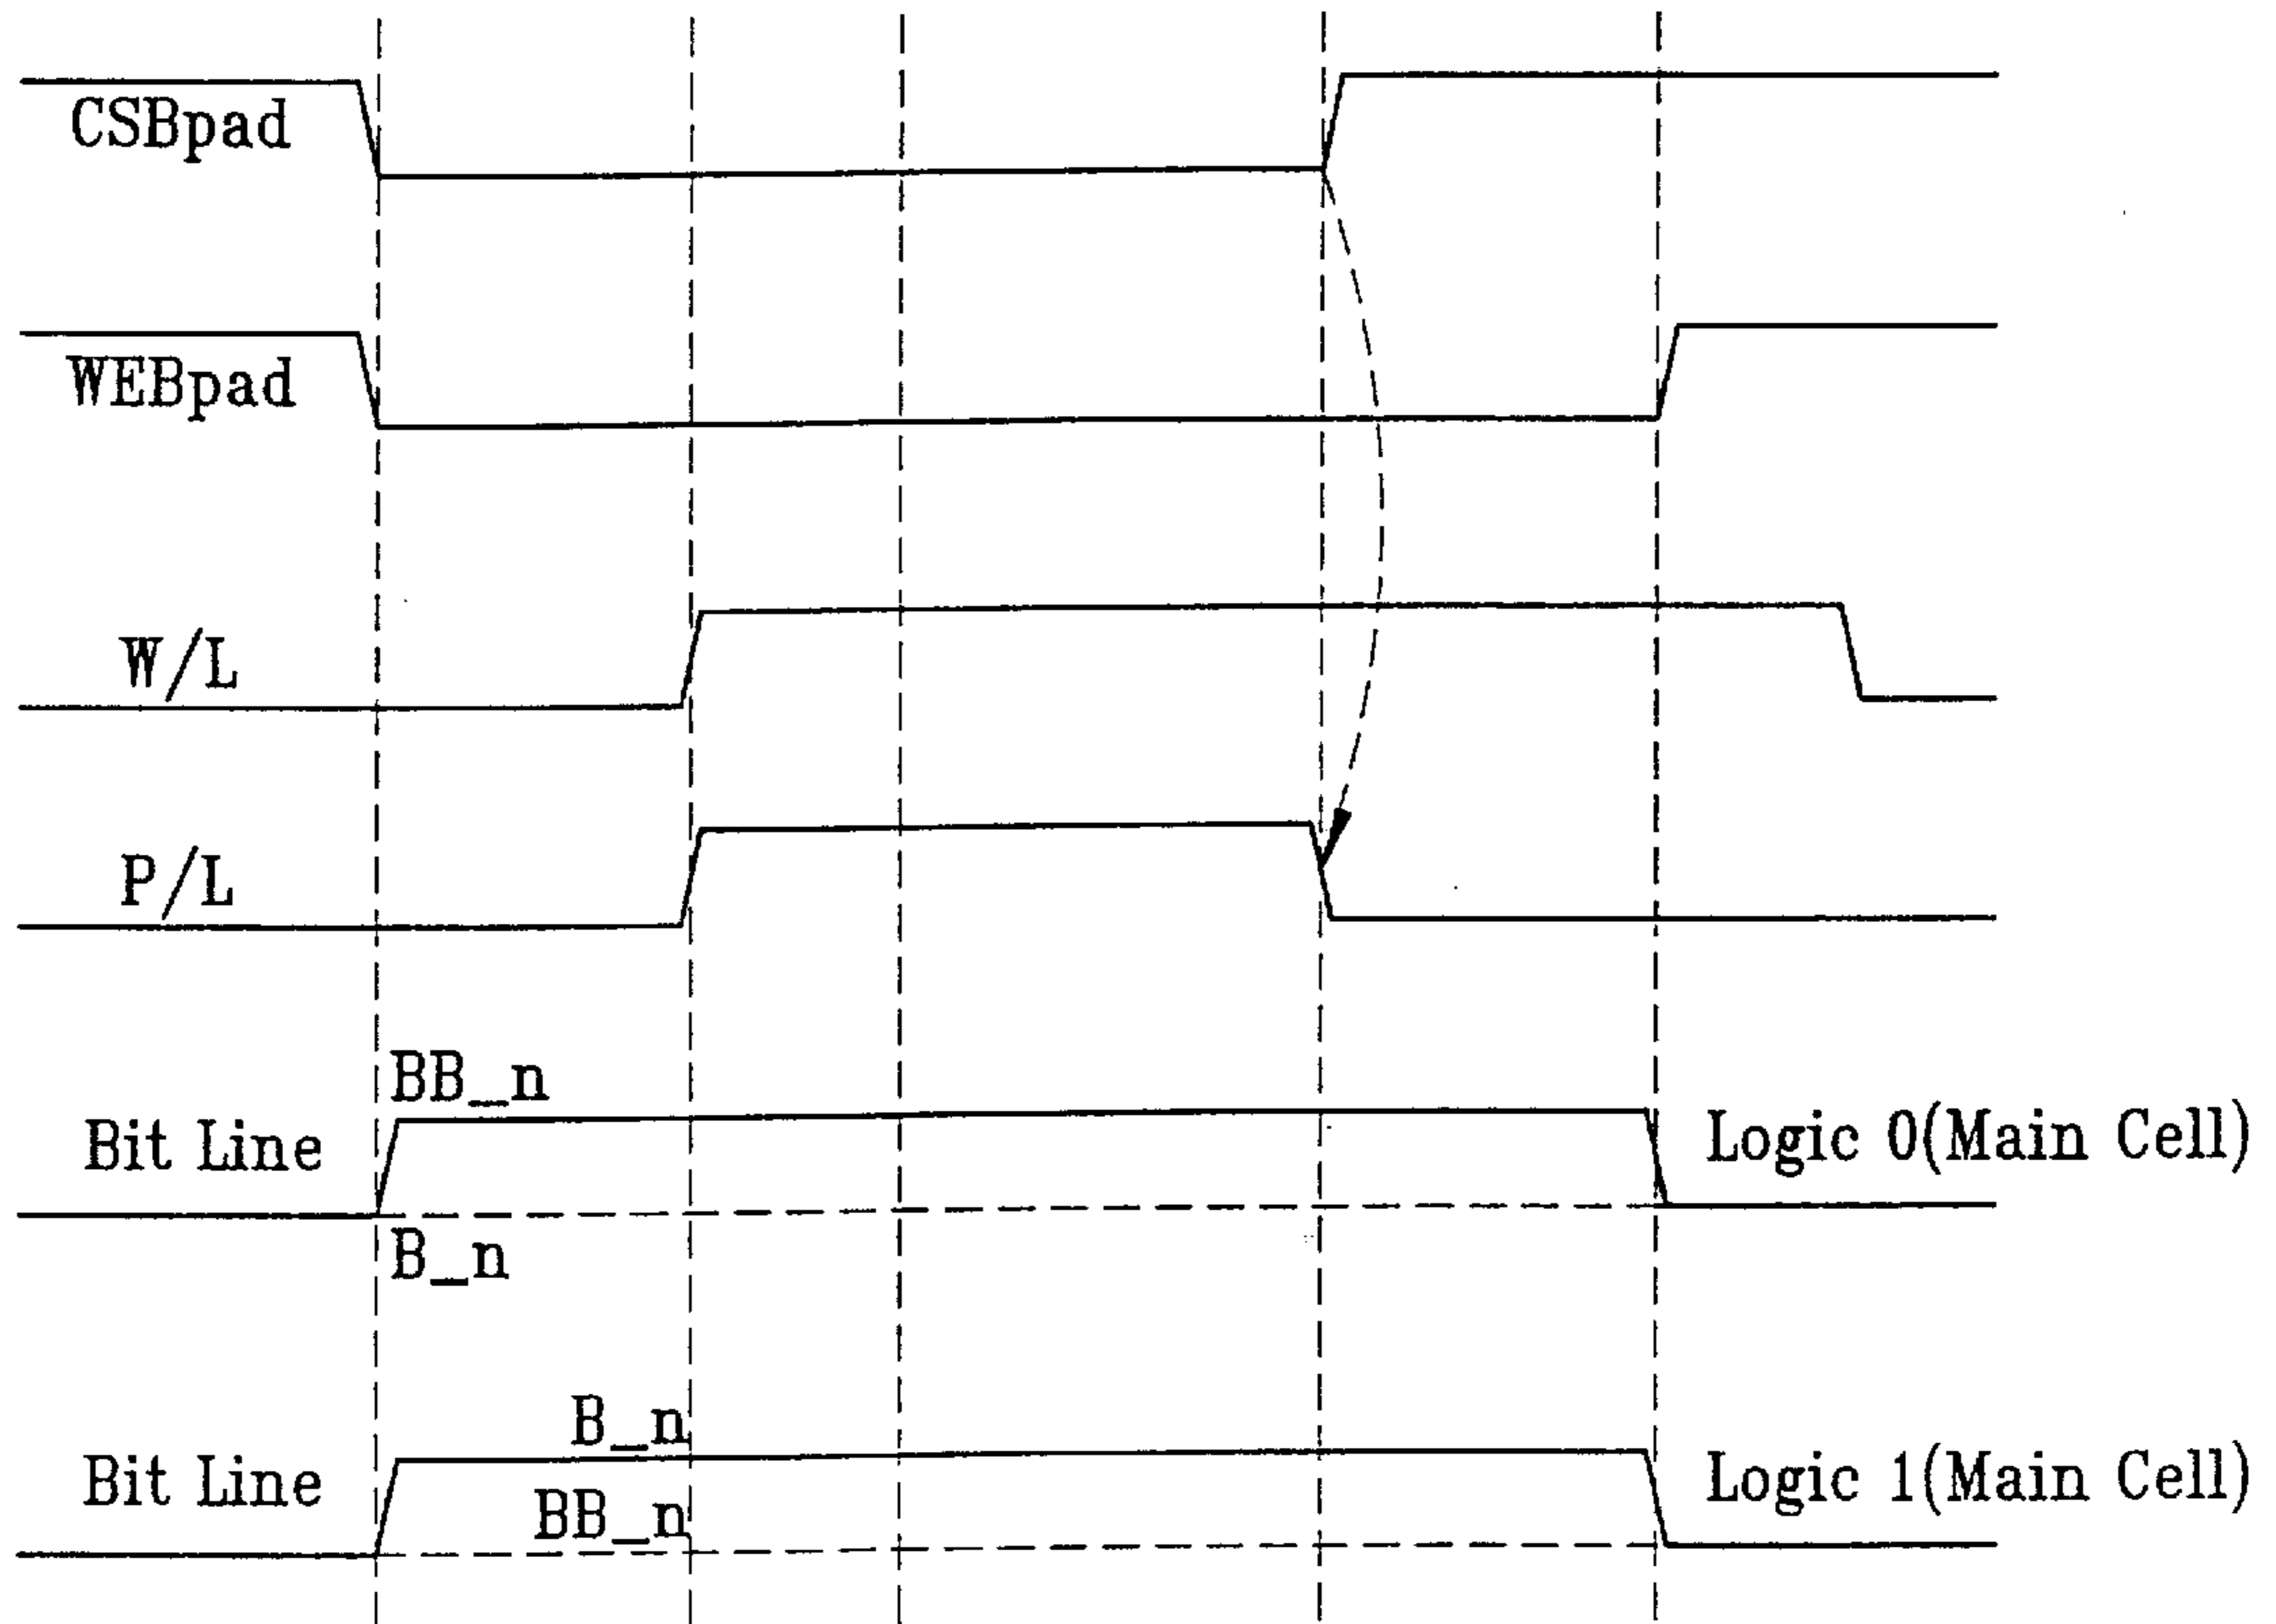 CSBpad
WEBpad
W/L
P/L
BB_n
Bit Line
Logic 0(Main Cell)
B_n
B_n
Bit Line
Logic 1(Main Cell)
BB_n